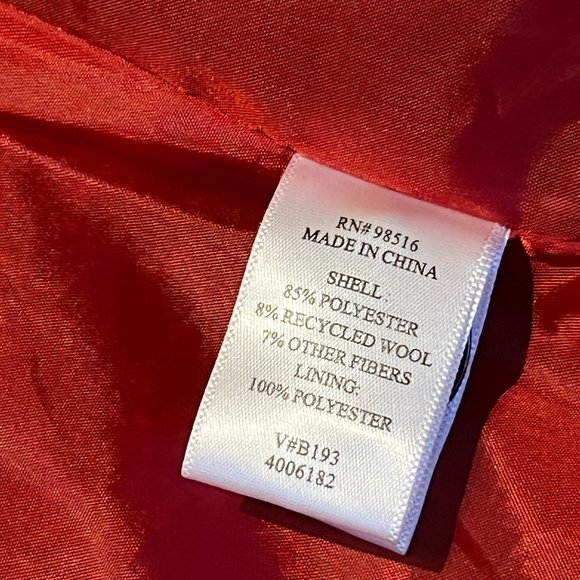 RN# 98516
MADE IN CHINA
SHELL:
85% POLYESTER
8% RECYCLED WOOL
7% OTHER FIBERS
LINING:
100% POLYESTER
V#B193
4006182